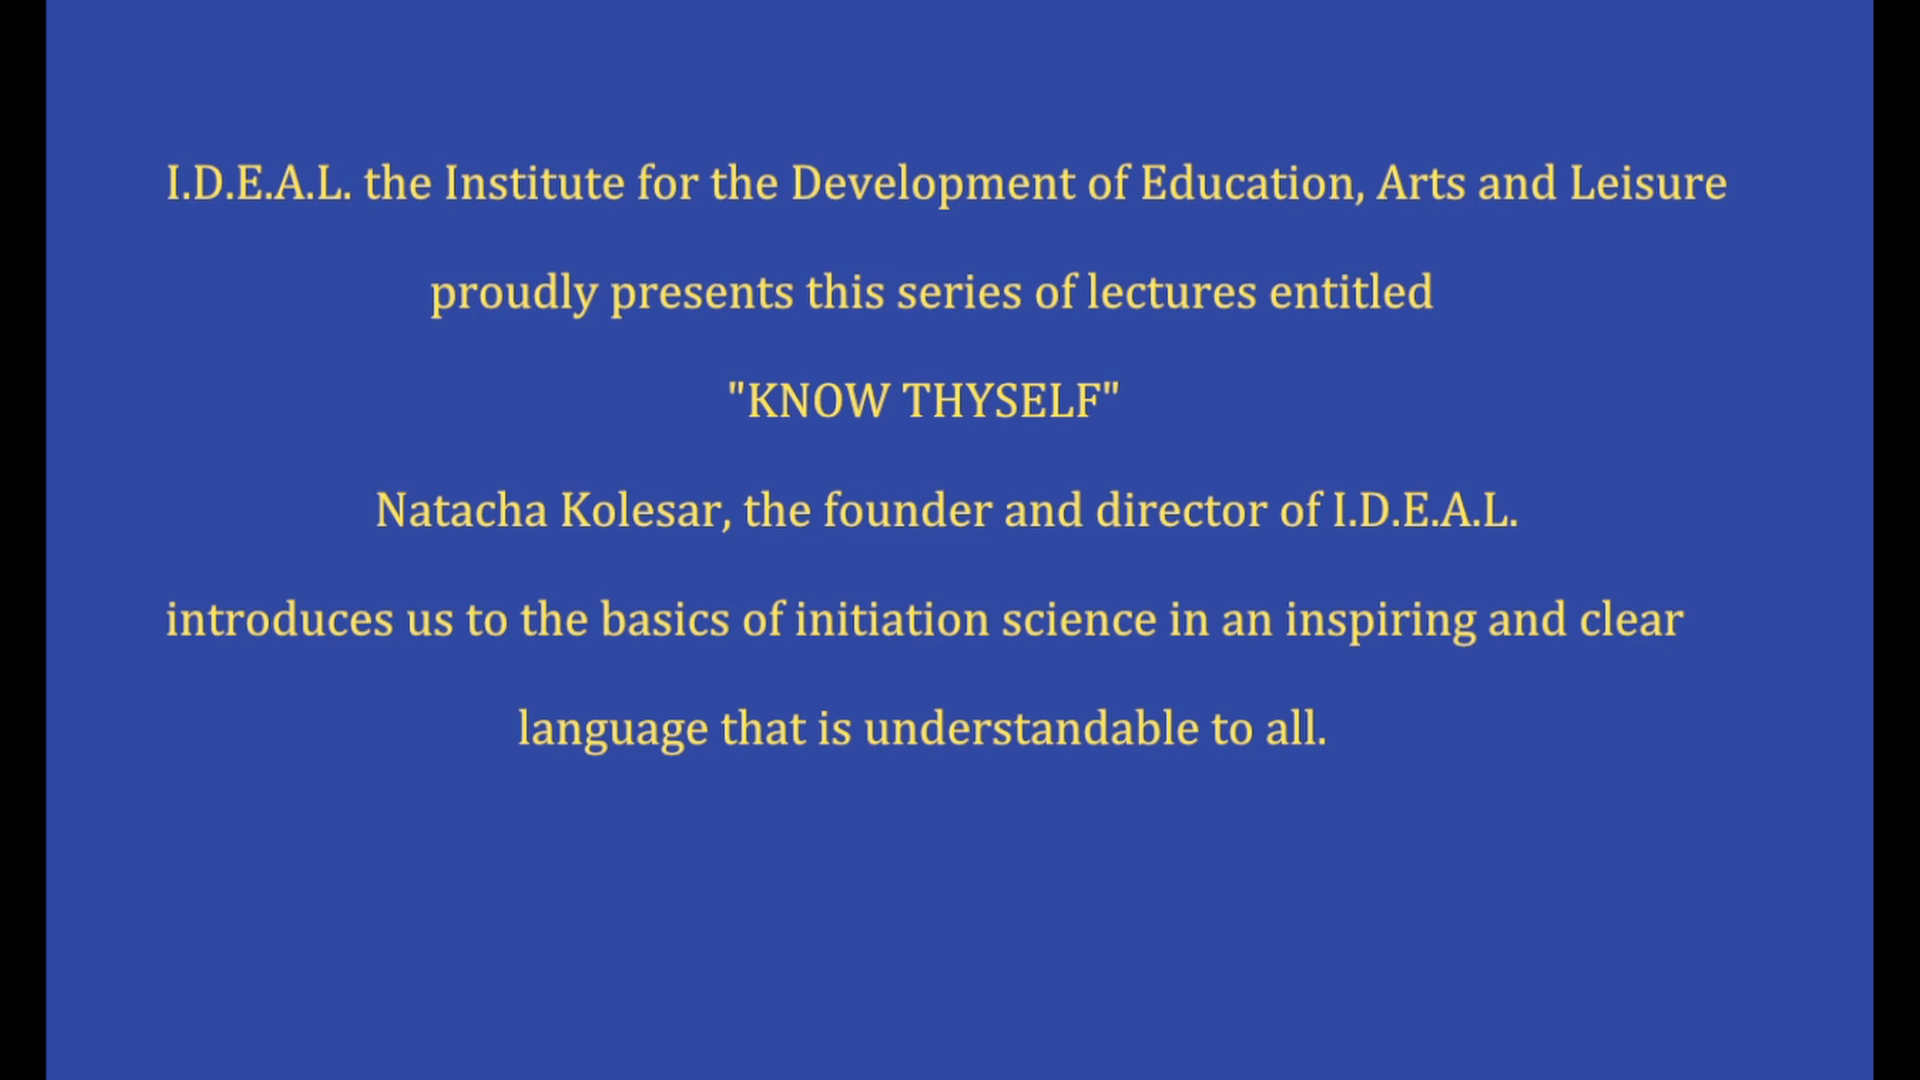 I.D.E.A.L. the Institute for the Development of Education, Arts and Leisure
proudly presents this series of lectures entitled
"KNOW THYSELF"
Natacha Kolesar, the founder and director of I.D.E.A.L.
introduces us to the basics of initiation science in an inspiring and clear
language that is understandable to all.